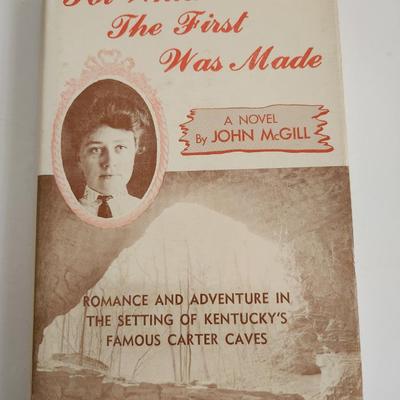 The First
Was Made
A NOVEL
By JOHN McGILL
ROMANCE AND ADVENTURE IN
THE SETTING OF KENTUCKY'S
FAMOUS CARTER CAVES